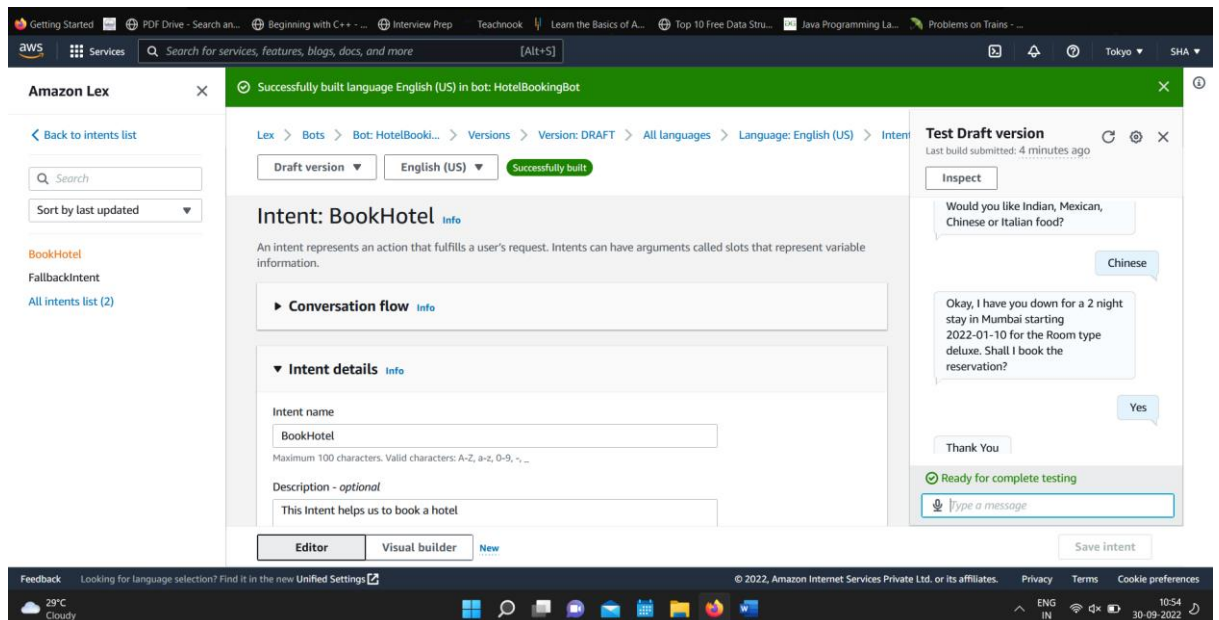 Getting Started
PDF Drive - Search an...
Beginning with C++ - ...
Interview Prep
Teachnook
Learn the Basics of A...
Top 10 Free Data Stru...
Java Programming La...
Problems on Trains - ...
aws
Services
Search for services, features, blogs, docs, and more
[Alt+S]
Tokyo ▼
SHA ▼
Amazon Lex
Back to intents list
Search
Sort by last updated
BookHotel
FallbackIntent
All intents list (2)
Successfully built language English (US) in bot: HotelBookingBot
Lex > Bots > Bot: HotelBooki... > Versions > Version: DRAFT > All languages > Language: English (US) > Inten
Draft version ▼
English (US) ▼
Successfully built
Intent: BookHotel Info
An intent represents an action that fulfills a user's request. Intents can have arguments called slots that represent variable
information.
Conversation flow Info
Intent details Info
Intent name
BookHotel
Maximum 100 characters. Valid characters: A-Z, a-z, 0-9, -, _
Description - optional
This Intent helps us to book a hotel
Editor
Visual builder
New
Save intent
Test Draft version
Last build submitted: 4 minutes ago
Inspect
Would you like Indian, Mexican,
Chinese or Italian food?
Chinese
Okay, I have you down for a 2 night
stay in Mumbai starting
2022-01-10 for the Room type
deluxe. Shall I book the
reservation?
Yes
Thank You
Ready for complete testing
Type a message
Feedback
Looking for language selection? Find it in the new Unified Settings
© 2022, Amazon Internet Services Private Ltd. or its affiliates.
Privacy
Terms
Cookie preferences
29°C
Cloudy
ENG
IN
10:54
30-09-2022